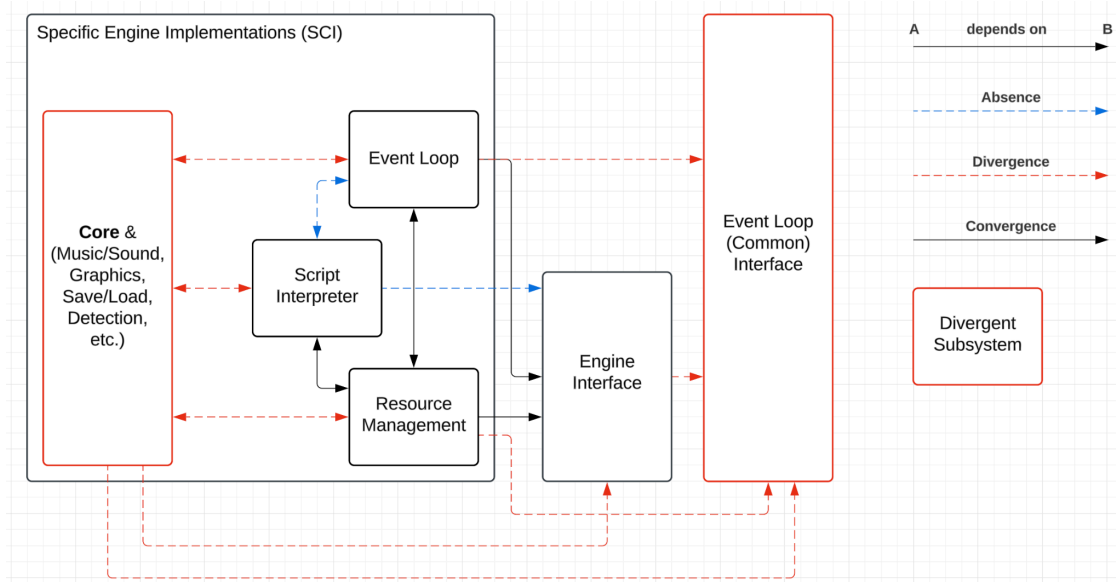 Specific Engine Implementations (SCI)
Core &
(Music/Sound,
Graphics,
Save/Load,
Detection,
etc.)
Event Loop
Script
Interpreter
Resource
Management
Engine
Interface
Event Loop
(Common)
Interface
A depends on B
Absence
Divergence
Convergence
Divergent
Subsystem